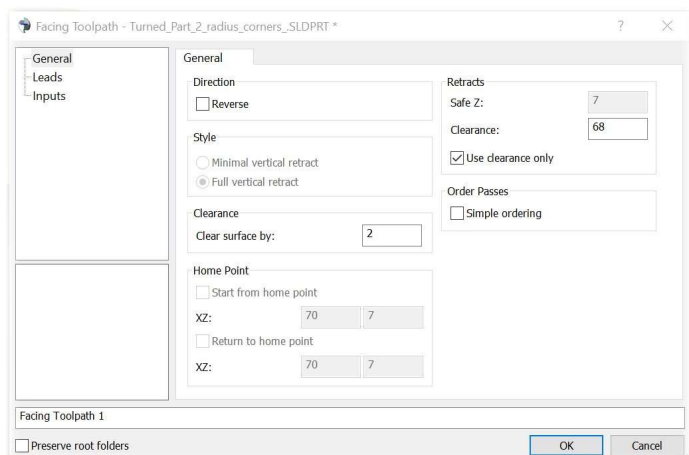 Facing Toolpath - Turned_Part_2_radius_corners_.SLDPRT *
?
General
Leads
Inputs
General
Direction
Reverse
Style
Minimal vertical retract
Full vertical retract
Clearance
Clear surface by: 2
Home Point
Start from home point
XZ: 70 7
Return to home point
XZ: 70 7
Retracts
Safe Z: 7
Clearance: 68
Use clearance only
Order Passes
Simple ordering
Facing Toolpath 1
Preserve root folders
OK Cancel